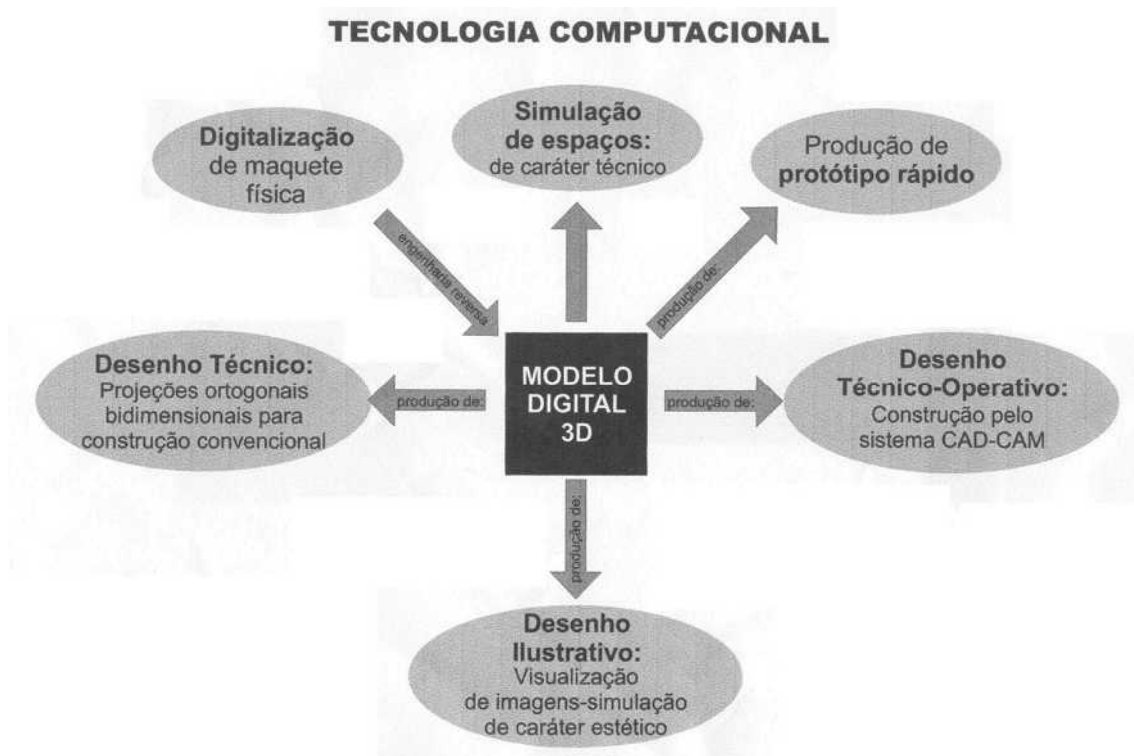 TECNOLOGIA COMPUTACIONAL
Digitalização
de maquete
física
Simulação
de espaços:
de caráter técnico
Produção de
protótipo rápido
engenharia reversa
produção de:
Desenho Técnico:
Projeções ortogonais
bidimensionais para
construção convencional
produção de:
MODELO
DIGITAL
3D
produção de:
Desenho
Técnico-Operativo:
Construção pelo
sistema CAD-CAM
produção de:
Desenho
Ilustrativo:
Visualização
de imagens-simulação
de caráter estético